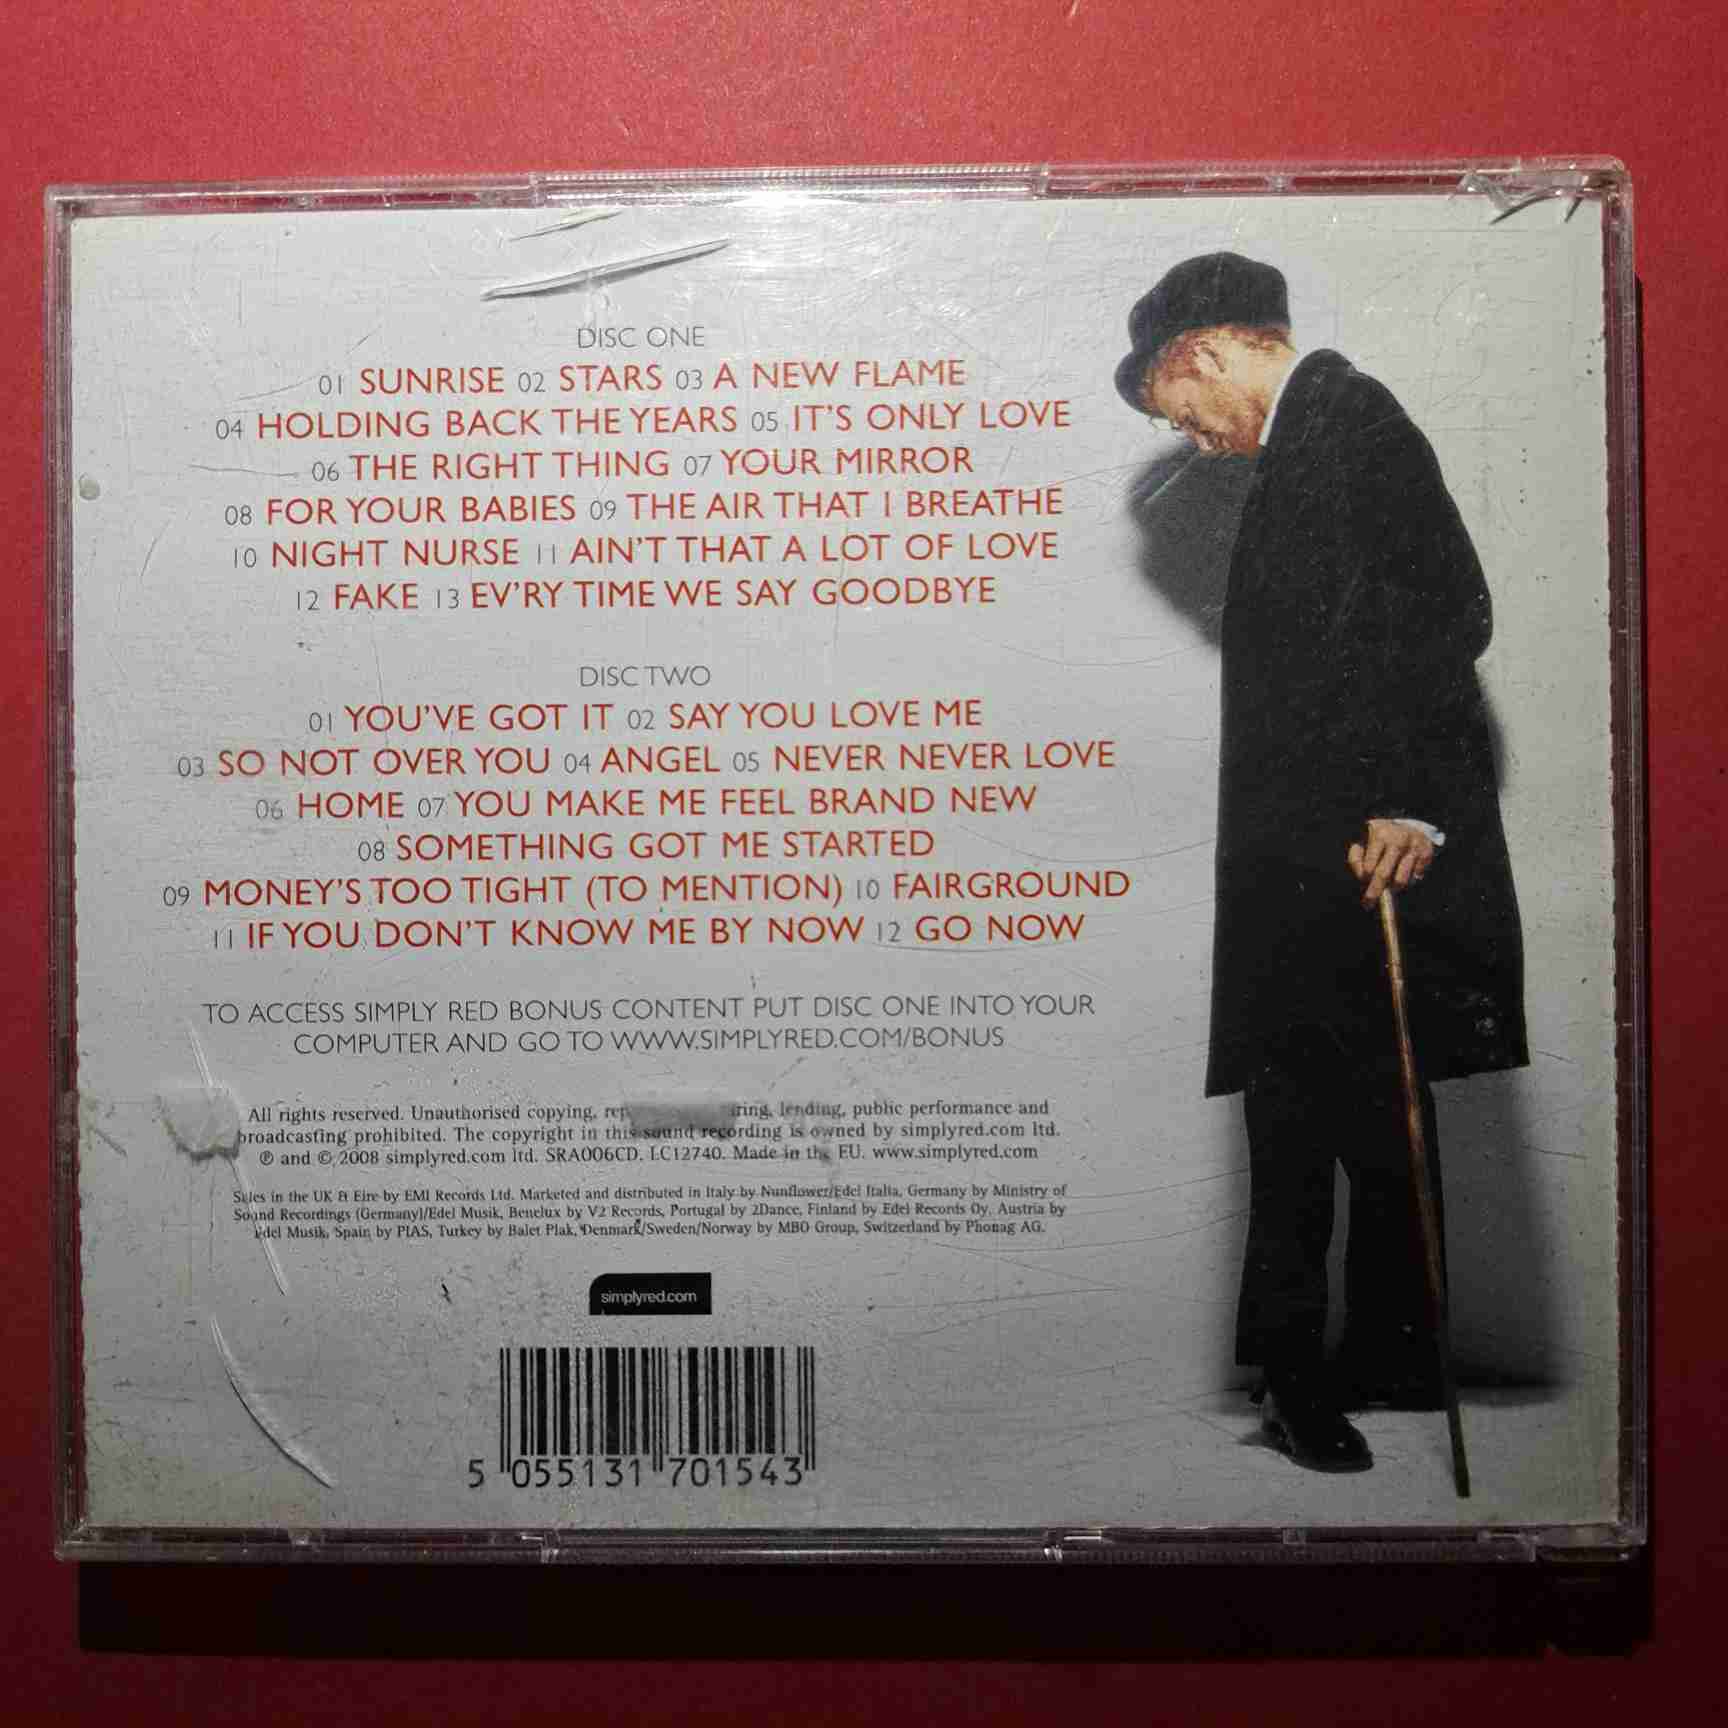 DISC ONE
01 SUNRISE 02 STARS 03 A NEW FLAME
04 HOLDING BACK THE YEARS 05 IT'S ONLY LOVE
06 THE RIGHT THING 07 YOUR MIRROR
08 FOR YOUR BABIES 09 THE AIR THAT I BREATHE
10 NIGHT NURSE 11 AIN'T THAT A LOT OF LOVE
12 FAKE 13 EV'RY TIME WE SAY GOODBYE
DISC TWO
01 YOU'VE GOT IT 02 SAY YOU LOVE ME
03 SO NOT OVER YOU 04 ANGEL 05 NEVER NEVER LOVE
06 HOME 07 YOU MAKE ME FEEL BRAND NEW
08 SOMETHING GOT ME STARTED
09 MONEY'S TOO TIGHT (TO MENTION) 10 FAIRGROUND
11 IF YOU DON'T KNOW ME BY NOW 12 GO NOW
TO ACCESS SIMPLY RED BONUS CONTENT PUT DISC ONE INTO YOUR
COMPUTER AND GO TO WWW.SIMPLYRED.COM/BONUS
All rights reserved. Unauthorised copying, lending, public performance and
broadcasting prohibited. The copyright in this sound recording is owned by simplyred.com ltd.
℗ and © 2008 simplyred.com ltd. SRA006CD. LC12740. Made in the EU. www.simplyred.com
Sales in the UK & Eire by EMI Records Ltd. Marketed and distributed in Italy by Nunflower/Edel Italia, Germany by Ministry of
Sound Recordings (Germany)/Edel Musik, Benelux by V2 Records, Portugal by 2Dance, Finland by Edel Records Oy, Austria by
Edel Musik, Spain by PIAS, Turkey by Balet Plak, Denmark/Sweden/Norway by MBO Group, Switzerland by Phonag AG.
simplyred.com
5 055131 701543